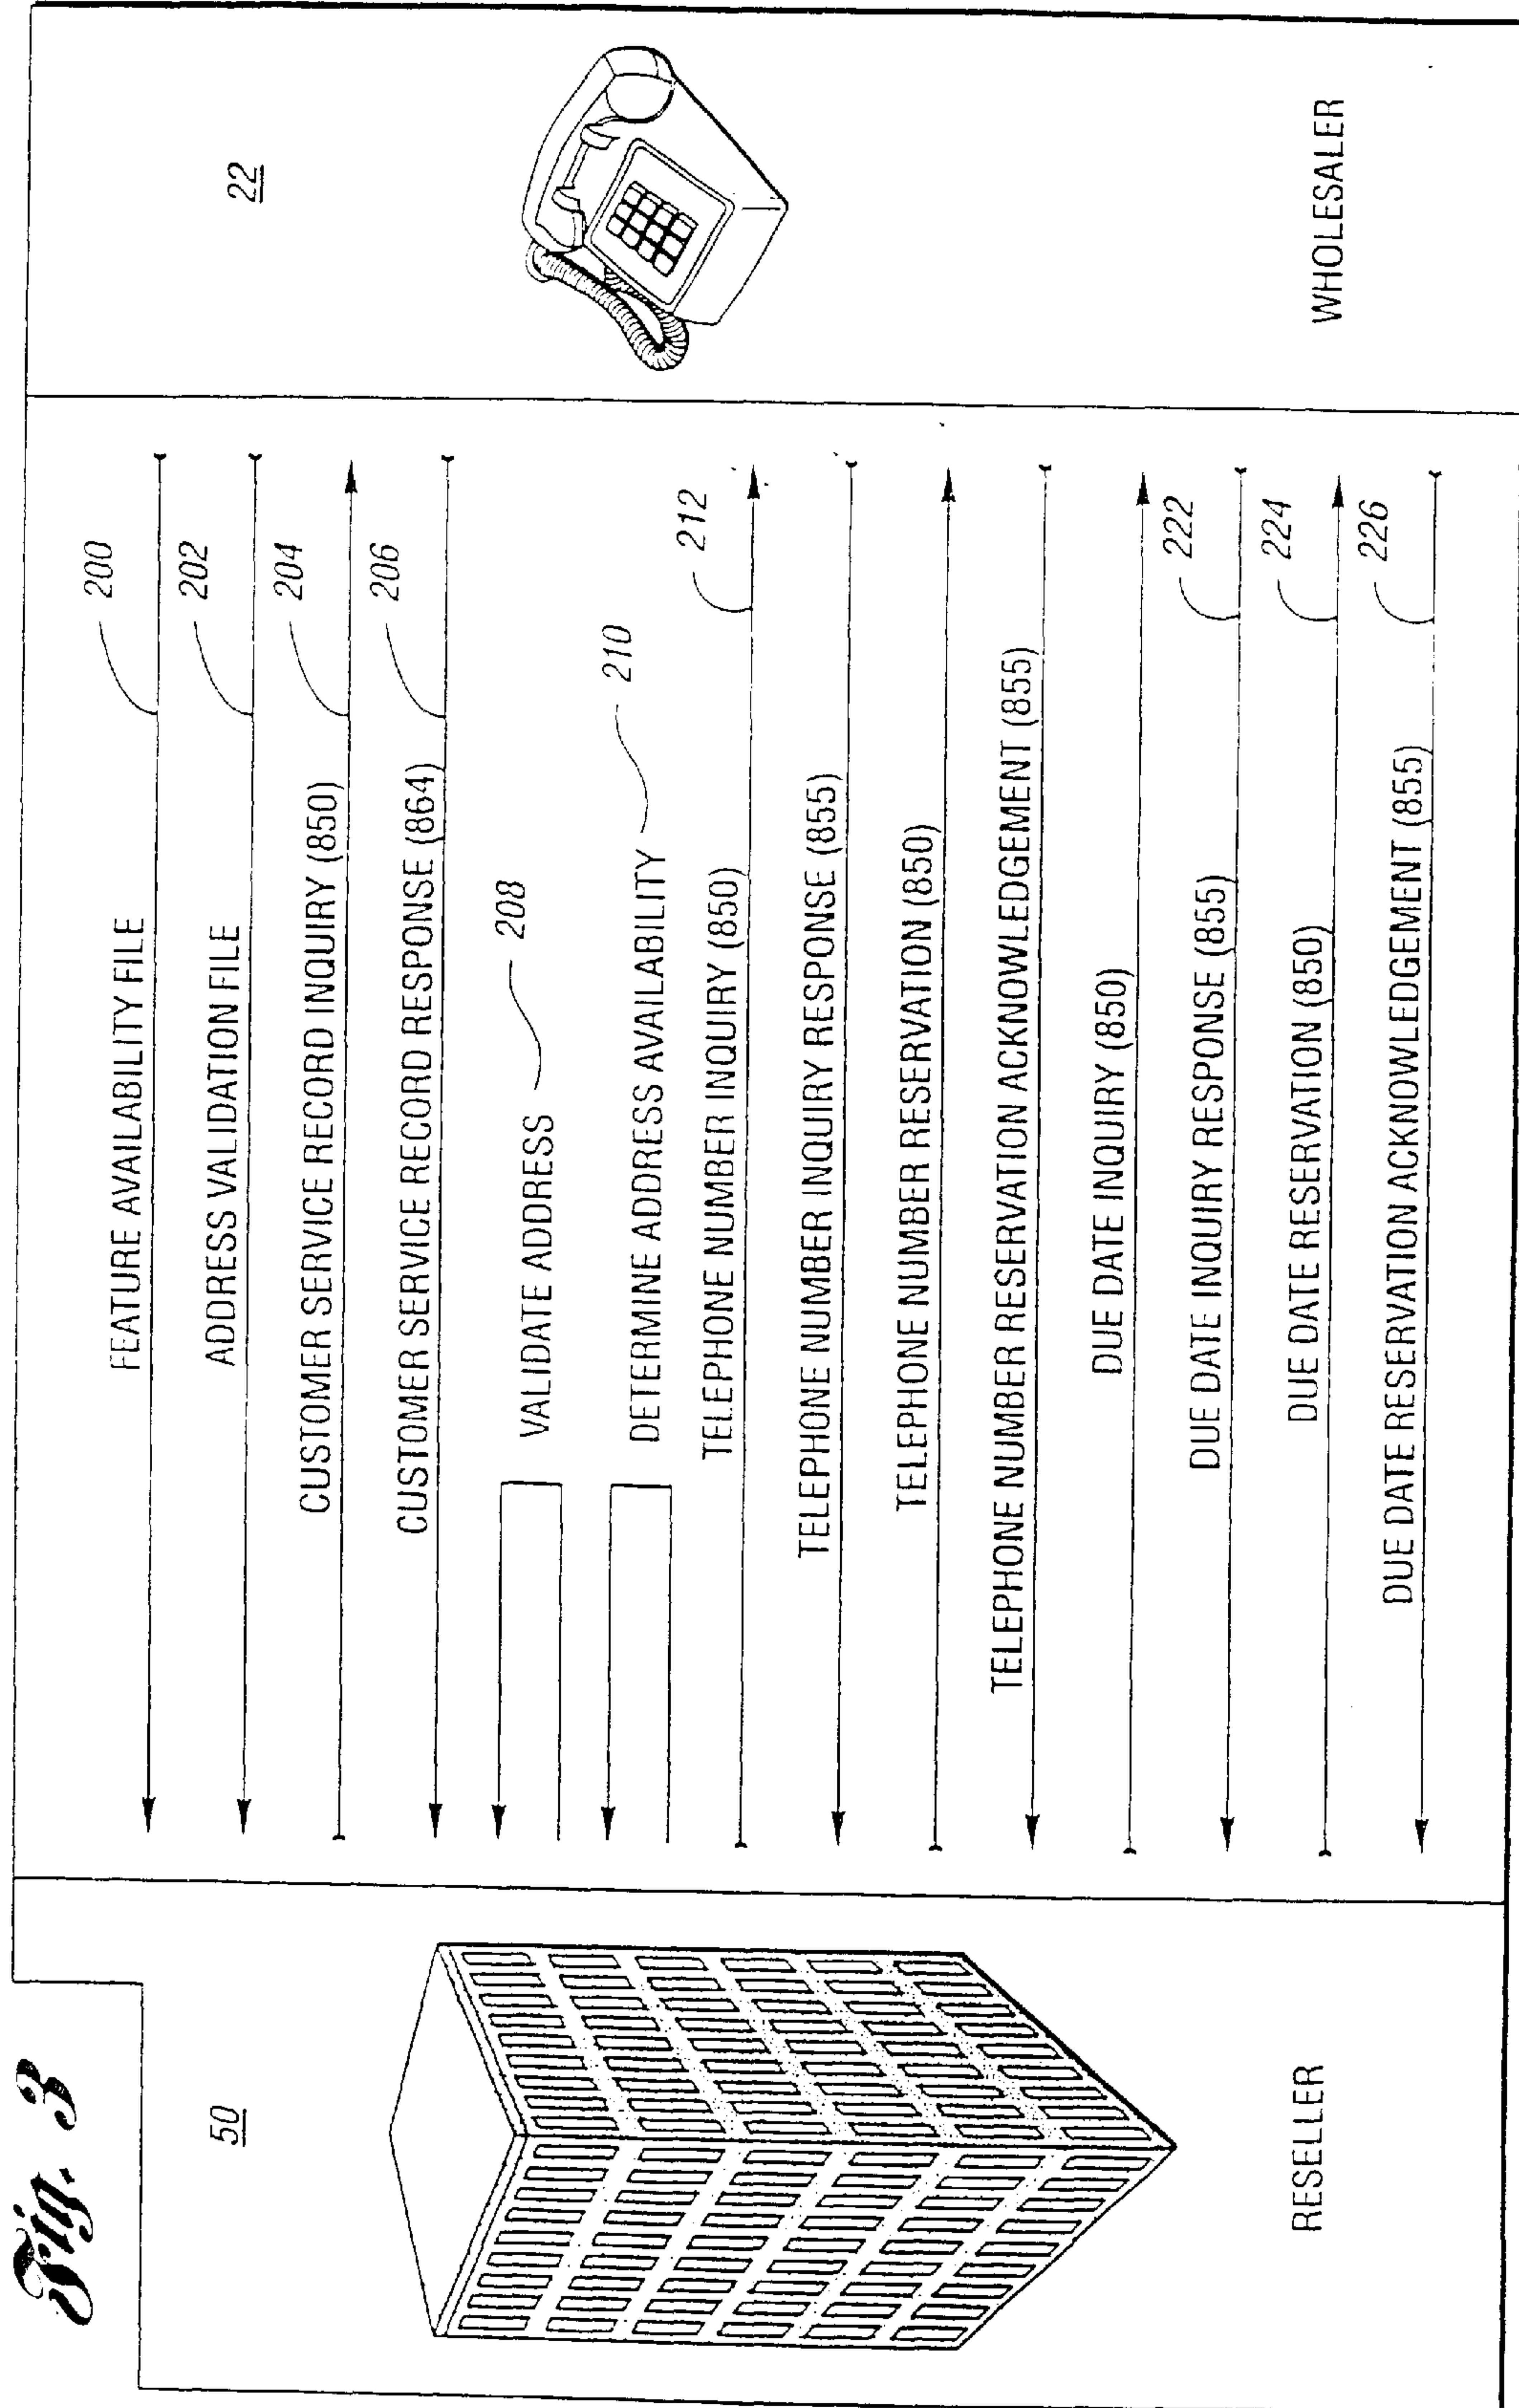 Fig. 3
50
RESELLER
22
WHOLESALER
FEATURE AVAILABILITY FILE
200
ADDRESS VALIDATION FILE
202
CUSTOMER SERVICE RECORD INQUIRY (850)
204
CUSTOMER SERVICE RECORD RESPONSE (864)
206
VALIDATE ADDRESS
208
DETERMINE ADDRESS AVAILABILITY
210
TELEPHONE NUMBER INQUIRY (850)
212
TELEPHONE NUMBER INQUIRY RESPONSE (855)
TELEPHONE NUMBER RESERVATION (850)
TELEPHONE NUMBER RESERVATION ACKNOWLEDGEMENT (855)
DUE DATE INQUIRY (850)
DUE DATE INQUIRY RESPONSE (855)
222
DUE DATE RESERVATION (850)
224
DUE DATE RESERVATION ACKNOWLEDGEMENT (855)
226